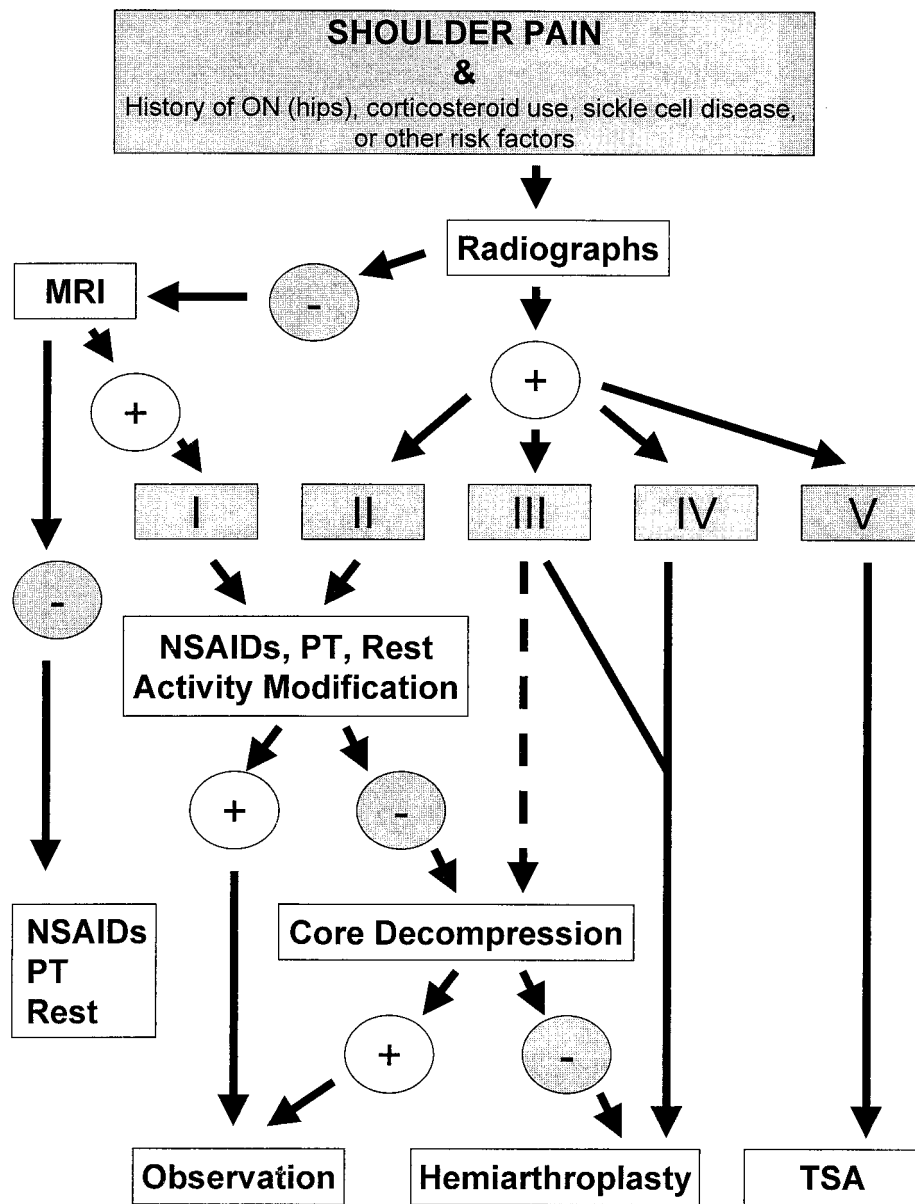 SHOULDER PAIN
&
History of ON (hips), corticosteroid use, sickle cell disease,
or other risk factors
Radiographs
MRI
-
+
+
I
II
III
IV
V
-
NSAIDs, PT, Rest
Activity Modification
+
-
NSAIDs
PT
Rest
Core Decompression
+
-
Observation
Hemiarthroplasty
TSA